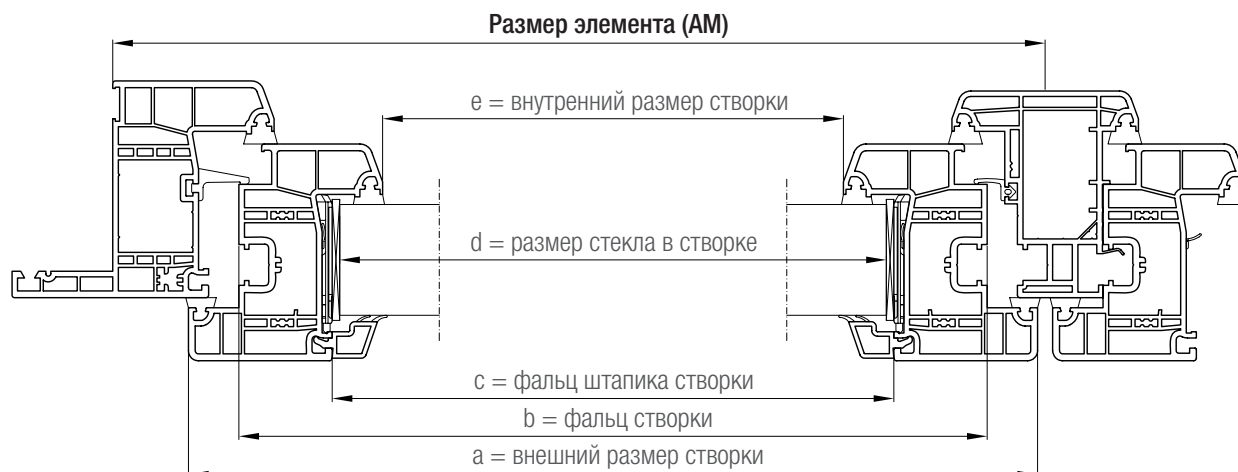 Размер элемента (AM)
e = внутренний размер створки
d = размер стекла в створке
c = фальц штапика створки
b = фальц створки
a = внешний размер створки